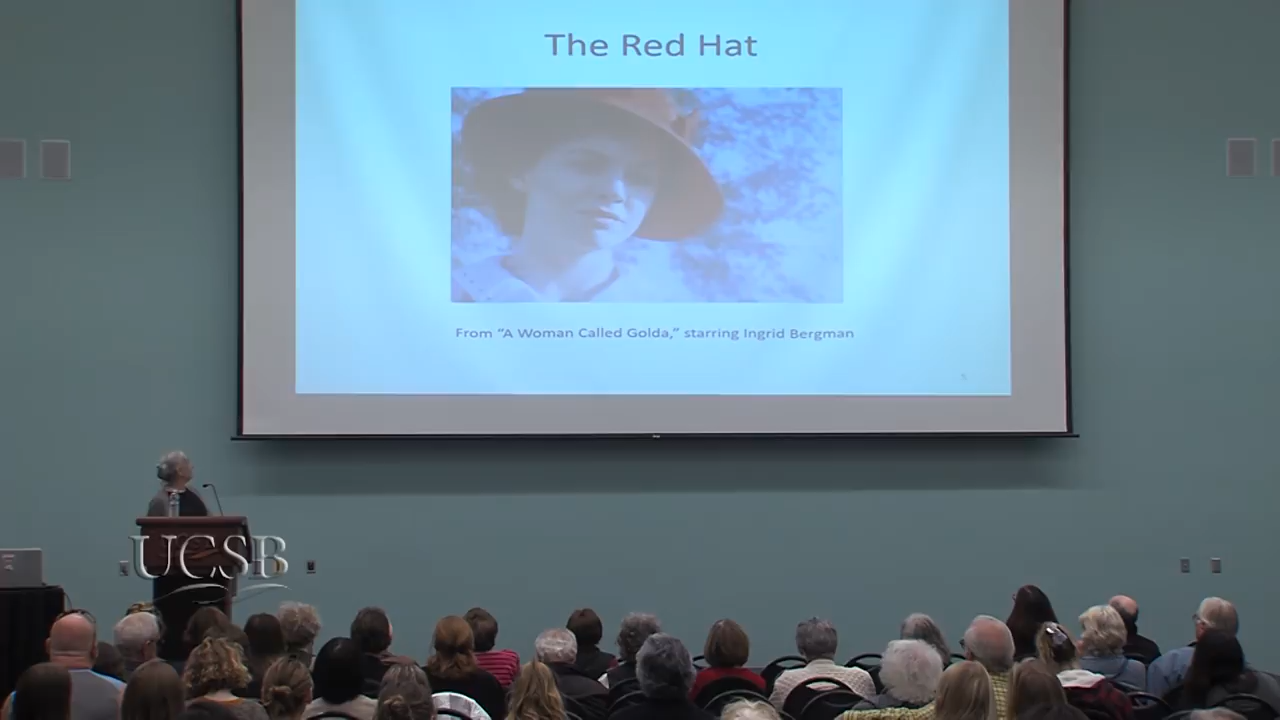 The Red Hat
From “A Woman Called Golda,” starring Ingrid Bergman
UCSB